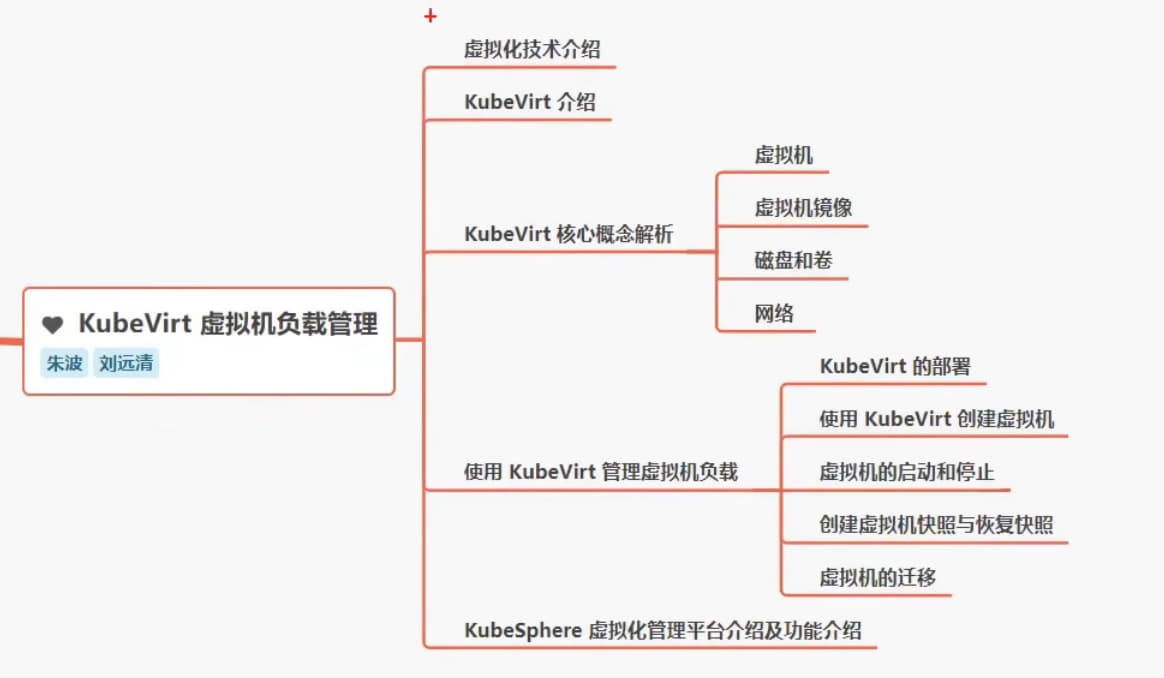 虚拟化技术介绍
KubeVirt 介绍
虚拟机
虚拟机镜像
KubeVirt 核心概念解析
磁盘和卷
网络
KubeVirt 虚拟机负载管理
朱波 刘远清
KubeVirt 的部署
使用 KubeVirt 创建虚拟机
使用 KubeVirt 管理虚拟机负载
虚拟机的启动和停止
创建虚拟机快照与恢复快照
虚拟机的迁移
KubeSphere 虚拟化管理平台介绍及功能介绍